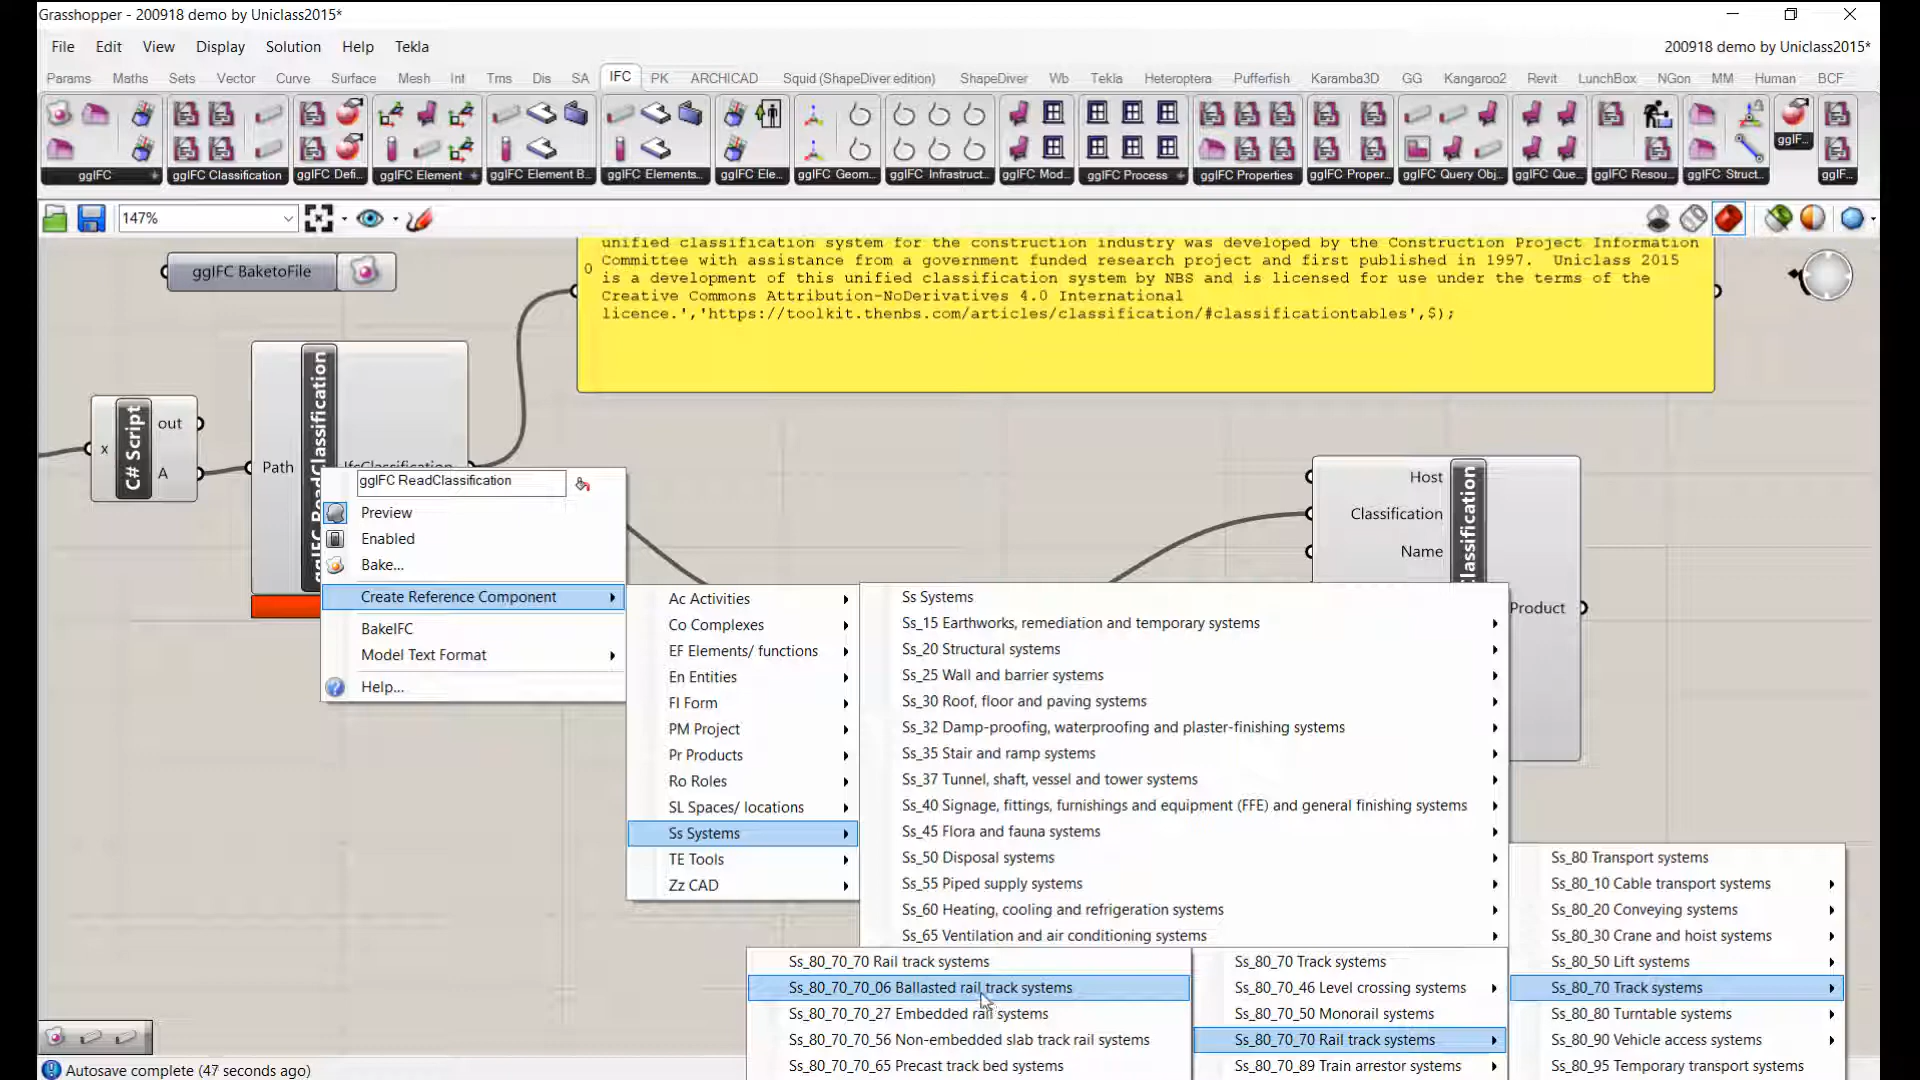 Grasshopper - 200918 demo by Uniclass2015*
File Edit View Display Solution Help Tekla
200918 demo by Uniclass2015*
Params Maths Sets Vector Curve Surface Mesh Int Trns Dis SA IFC PK ARCHICAD Squid (ShapeDiver edition) ShapeDiver Wb Tekla Heteroptera Pufferfish Karamba3D GG Kangaroo2 Revit LunchBox NGon MM Human BCF
ggIFC
ggIFC Classification
ggIFC Defi...
ggIFC Element
ggIFC Element B...
ggIFC Elements...
ggIFC Ele...
ggIFC Geom...
ggIFC Infrastruct...
ggIFC Mod...
ggIFC Process
ggIFC Properties
ggIFC Proper...
ggIFC Query Obj...
ggIFC Que...
ggIFC Resou...
ggIFC Struct...
ggIF...
ggIF...
147%
ggIFC BaketoFile
0
unified classification system for the construction industry was developed by the Construction Project Information
Committee with assistance from a government funded research project and first published in 1997. Uniclass 2015
is a development of this unified classification system by NBS and is licensed for use under the terms of the
Creative Commons Attribution-NoDerivatives 4.0 International
licence.','https://toolkit.thenbs.com/articles/classification/#classificationtables',$);
x
C# Script
out
A
Path
ggIFC ReadClassification
IfcClassification
Host
Classification
Name
Product
ggIFC ReadClassification
Preview
Enabled
Bake...
Create Reference Component
BakeIFC
Model Text Format
Help...
Ac Activities
Co Complexes
EF Elements/ functions
En Entities
FI Form
PM Project
Pr Products
Ro Roles
SL Spaces/ locations
Ss Systems
TE Tools
Zz CAD
Ss Systems
Ss_15 Earthworks, remediation and temporary systems
Ss_20 Structural systems
Ss_25 Wall and barrier systems
Ss_30 Roof, floor and paving systems
Ss_32 Damp-proofing, waterproofing and plaster-finishing systems
Ss_35 Stair and ramp systems
Ss_37 Tunnel, shaft, vessel and tower systems
Ss_40 Signage, fittings, furnishings and equipment (FFE) and general finishing systems
Ss_45 Flora and fauna systems
Ss_50 Disposal systems
Ss_55 Piped supply systems
Ss_60 Heating, cooling and refrigeration systems
Ss_65 Ventilation and air conditioning systems
Ss_80 Transport systems
Ss_80_10 Cable transport systems
Ss_80_20 Conveying systems
Ss_80_30 Crane and hoist systems
Ss_80_50 Lift systems
Ss_80_70 Track systems
Ss_80_80 Turntable systems
Ss_80_90 Vehicle access systems
Ss_80_95 Temporary transport systems
Ss_80_70 Track systems
Ss_80_70_46 Level crossing systems
Ss_80_70_50 Monorail systems
Ss_80_70_70 Rail track systems
Ss_80_70_89 Train arrestor systems
Ss_80_70_70 Rail track systems
Ss_80_70_70_06 Ballasted rail track systems
Ss_80_70_70_27 Embedded rail systems
Ss_80_70_70_56 Non-embedded slab track rail systems
Ss_80_70_70_65 Precast track bed systems
Autosave complete (47 seconds ago)